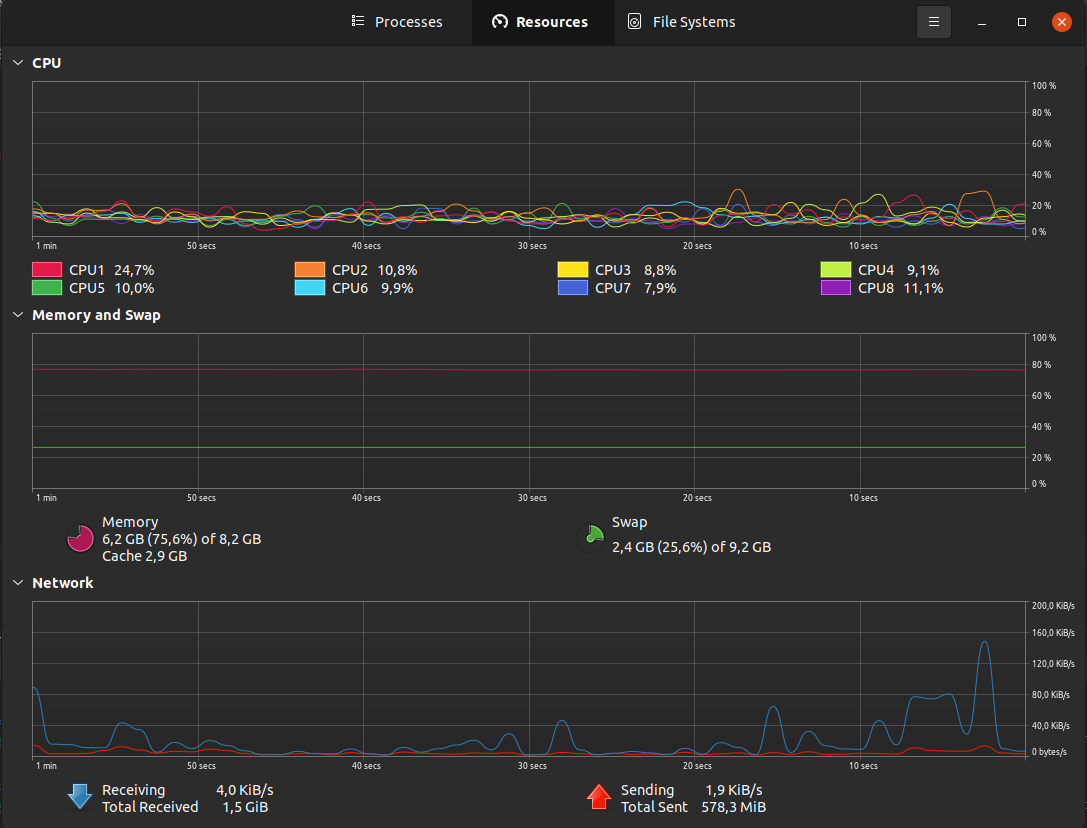 Processes Resources File Systems
CPU
100 %
80 %
60 %
40 %
20 %
0 %
1 min 50 secs 40 secs 30 secs 20 secs 10 secs
CPU1 24,7% CPU2 10,8% CPU3 8,8% CPU4 9,1%
CPU5 10,0% CPU6 9,9% CPU7 7,9% CPU8 11,1%
Memory and Swap
100 %
80 %
60 %
40 %
20 %
0 %
1 min 50 secs 40 secs 30 secs 20 secs 10 secs
Memory
6,2 GB (75,6%) of 8,2 GB
Cache 2,9 GB
Swap
2,4 GB (25,6%) of 9,2 GB
Network
200,0 KiB/s
160,0 KiB/s
120,0 KiB/s
80,0 KiB/s
40,0 KiB/s
0 bytes/s
1 min 50 secs 40 secs 30 secs 20 secs 10 secs
Receiving 4,0 KiB/s
Total Received 1,5 GiB
Sending 1,9 KiB/s
Total Sent 578,3 MiB